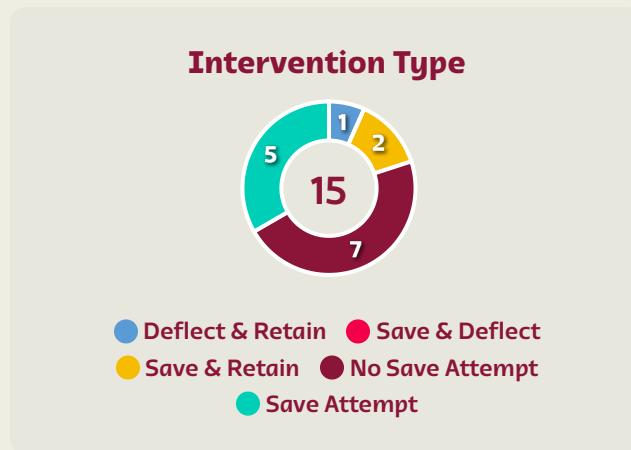 Intervention Type
1
2
5
15
7
Deflect & Retain Save & Deflect
Save & Retain No Save Attempt
Save Attempt